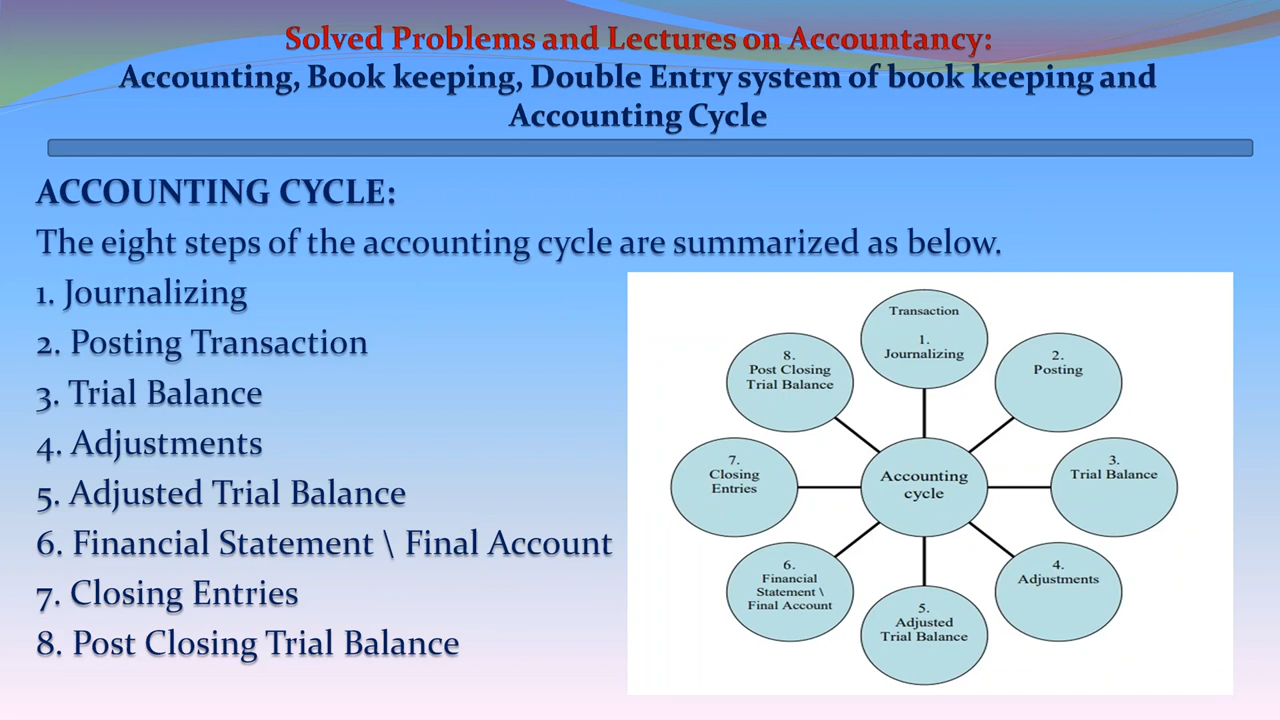 Solved Problems and Lectures on Accountancy:
Accounting, Book keeping, Double Entry system of book keeping and
Accounting Cycle
ACCOUNTING CYCLE:
The eight steps of the accounting cycle are summarized as below.
1. Journalizing
2. Posting Transaction
3. Trial Balance
4. Adjustments
5. Adjusted Trial Balance
6. Financial Statement \ Final Account
7. Closing Entries
8. Post Closing Trial Balance
Transaction
1.
Journalizing
2.
Posting
3.
Trial Balance
4.
Adjustments
5.
Adjusted
Trial Balance
6.
Financial
Statement \
Final Account
7.
Closing
Entries
8.
Post Closing
Trial Balance
Accounting
cycle